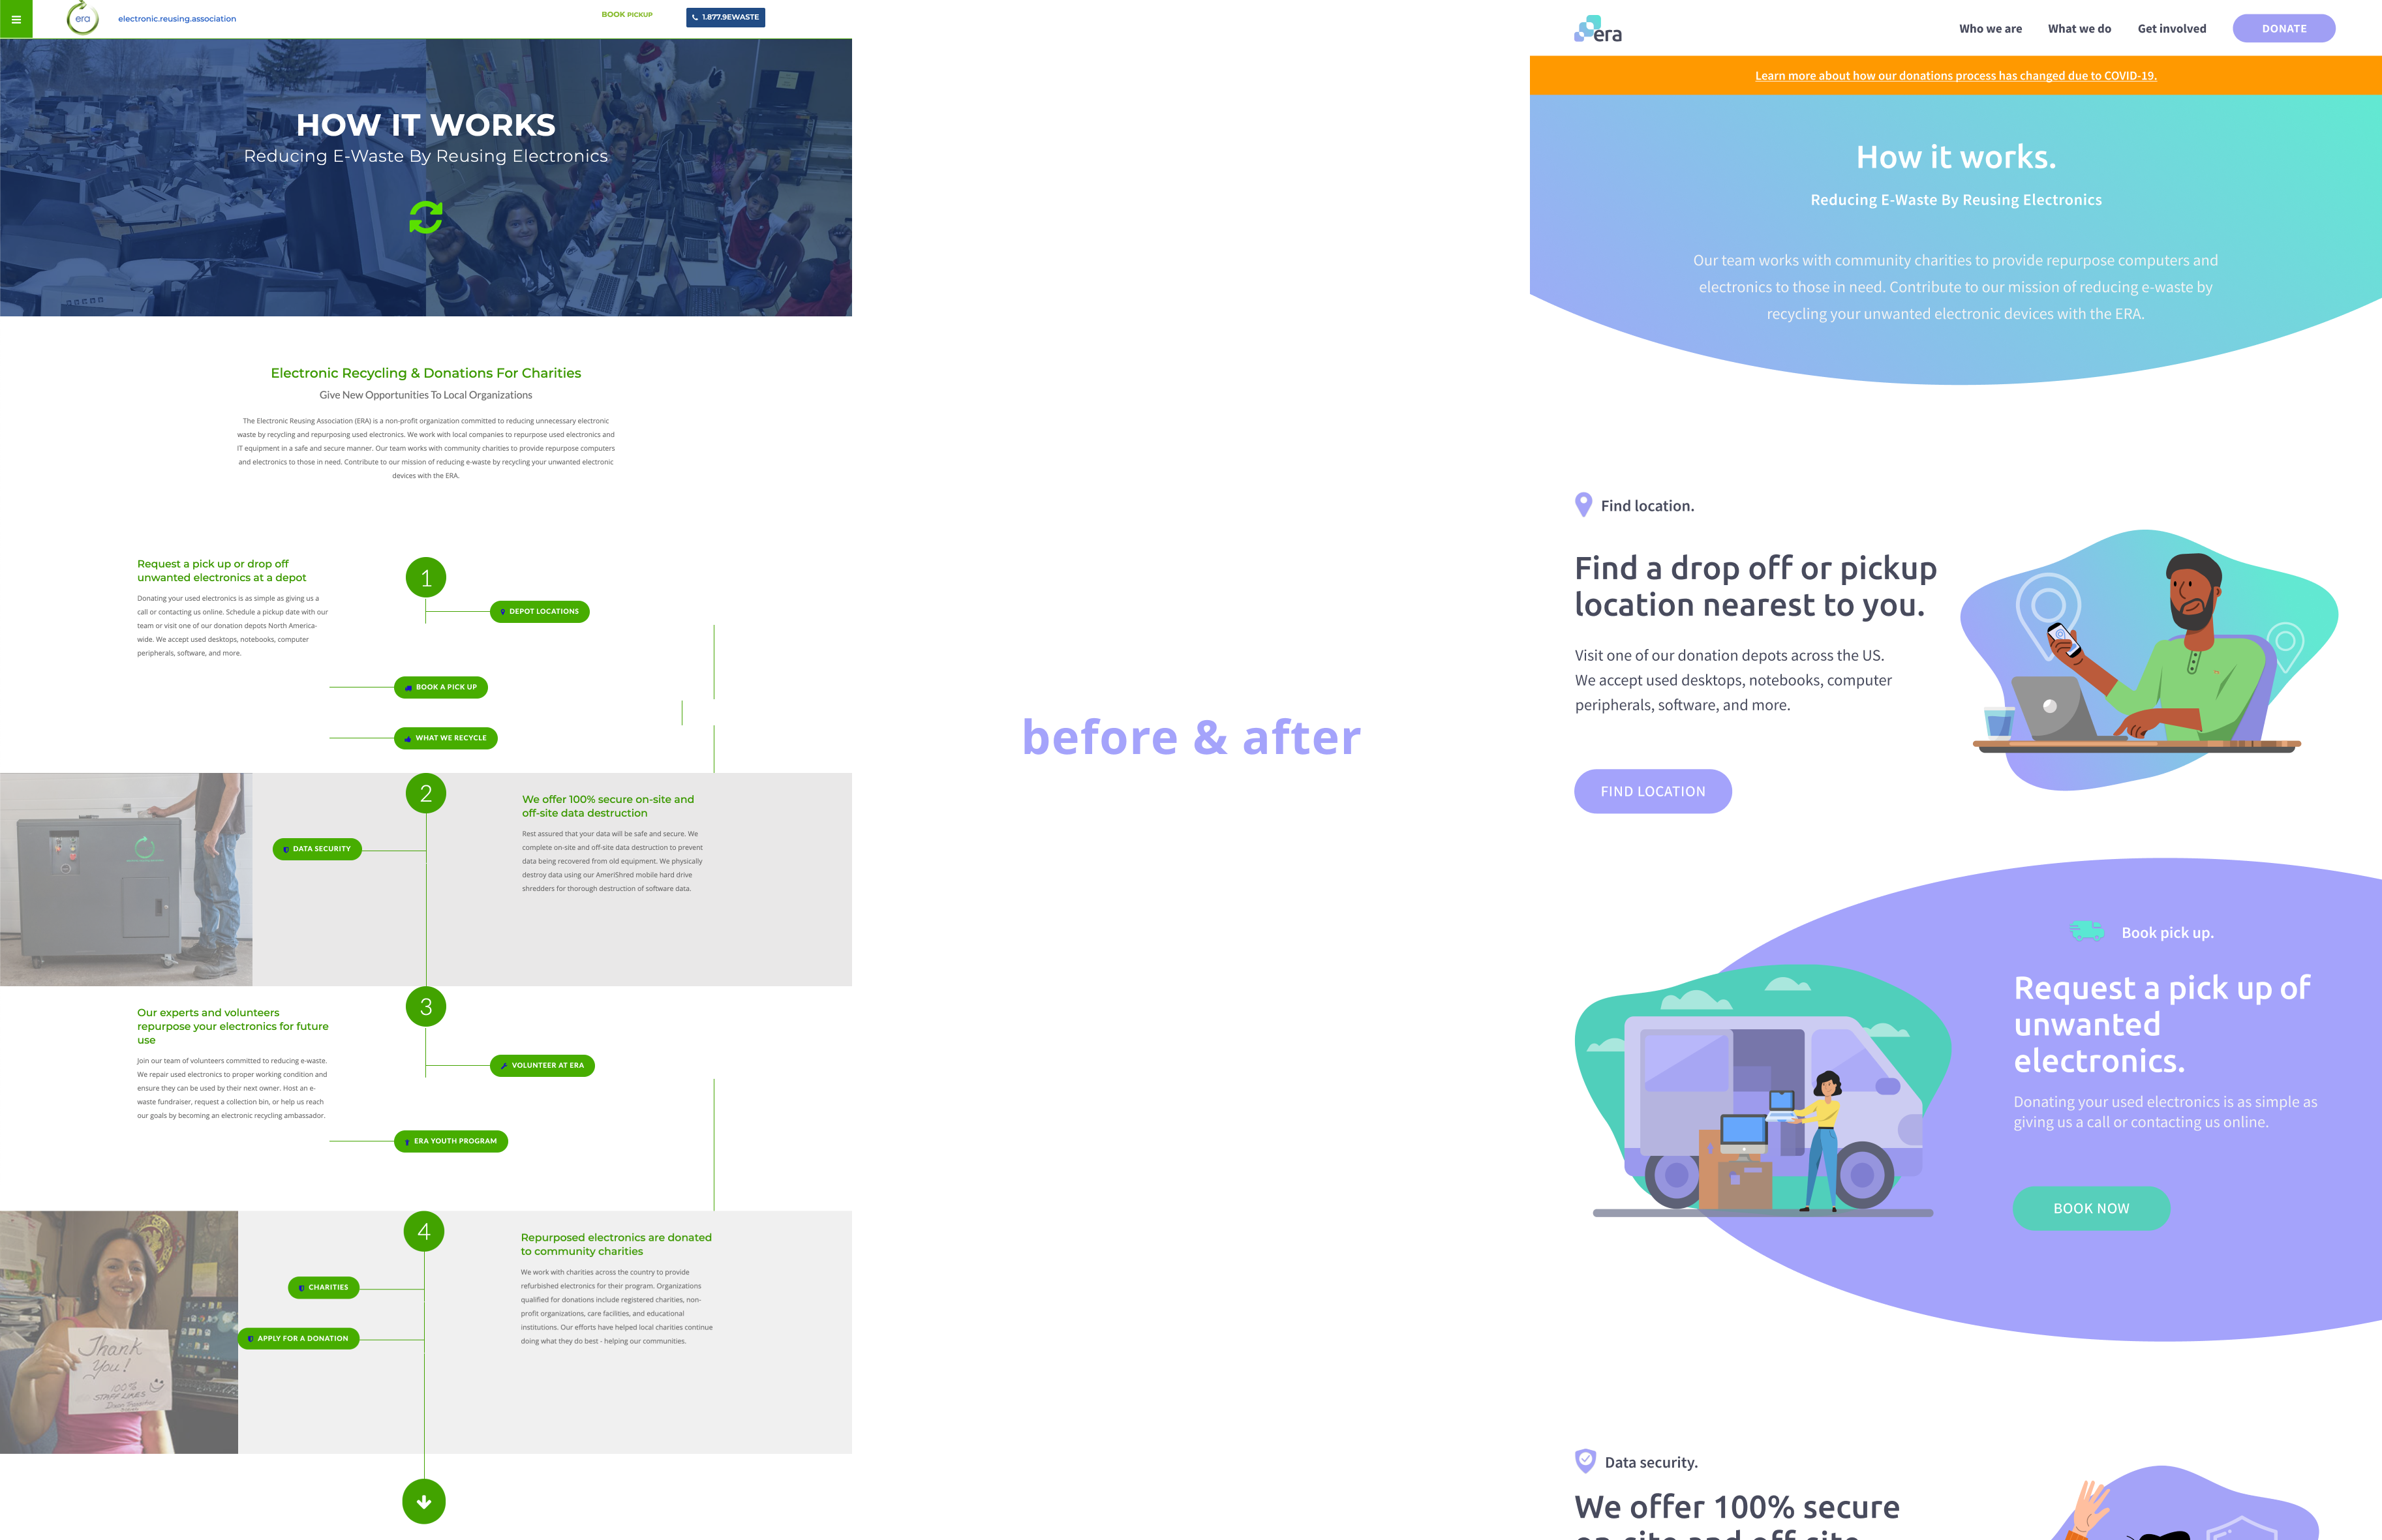 era
electronic.reusing.association
BOOK PICKUP
1.877.9EWASTE
HOW IT WORKS
Reducing E-Waste By Reusing Electronics
Electronic Recycling & Donations For Charities
Give New Opportunities To Local Organizations
The Electronic Reusing Association (ERA) is a non-profit organization committed to reducing unnecessary electronic
waste by recycling and repurposing used electronics. We work with local companies to repurpose used electronics and
IT equipment in a safe and secure manner. Our team works with community charities to provide repurpose computers
and electronics to those in need. Contribute to our mission of reducing e-waste by recycling your unwanted electronic
devices with the ERA.
Request a pick up or drop off
unwanted electronics at a depot
Donating your used electronics is as simple as giving us a
call or contacting us online. Schedule a pickup date with our
team or visit one of our donation depots North America-
wide. We accept used desktops, notebooks, computer
peripherals, software, and more.
1
DEPOT LOCATIONS
BOOK A PICK UP
WHAT WE RECYCLE
2
DATA SECURITY
We offer 100% secure on-site and
off-site data destruction
Rest assured that your data will be safe and secure. We
complete on-site and off-site data destruction to prevent
data being recovered from old equipment. We physically
destroy data using our AmeriShred mobile hard drive
shredders for thorough destruction of software data.
Our experts and volunteers
repurpose your electronics for future
use
Join our team of volunteers committed to reducing e-waste.
We repair used electronics to proper working condition and
ensure they can be used by their next owner. Host an e-
waste fundraiser, request a collection bin, or help us reach
our goals by becoming an electronic recycling ambassador.
3
VOLUNTEER AT ERA
ERA YOUTH PROGRAM
4
CHARITIES
APPLY FOR A DONATION
Repurposed electronics are donated
to community charities
We work with charities across the country to provide
refurbished electronics for their program. Organizations
qualified for donations include registered charities, non-
profit organizations, care facilities, and educational
institutions. Our efforts have helped local charities continue
doing what they do best - helping our communities.
Thank
You!
100%
STAFF LIKES
before & after
era
Who we are
What we do
Get involved
DONATE
Learn more about how our donations process has changed due to COVID-19.
How it works.
Reducing E-Waste By Reusing Electronics
Our team works with community charities to provide repurpose computers and
electronics to those in need. Contribute to our mission of reducing e-waste by
recycling your unwanted electronic devices with the ERA.
Find location.
Find a drop off or pickup
location nearest to you.
Visit one of our donation depots across the US.
We accept used desktops, notebooks, computer
peripherals, software, and more.
FIND LOCATION
Book pick up.
Request a pick up of
unwanted
electronics.
Donating your used electronics is as simple as
giving us a call or contacting us online.
BOOK NOW
Data security.
We offer 100% secure
on-site and off-site